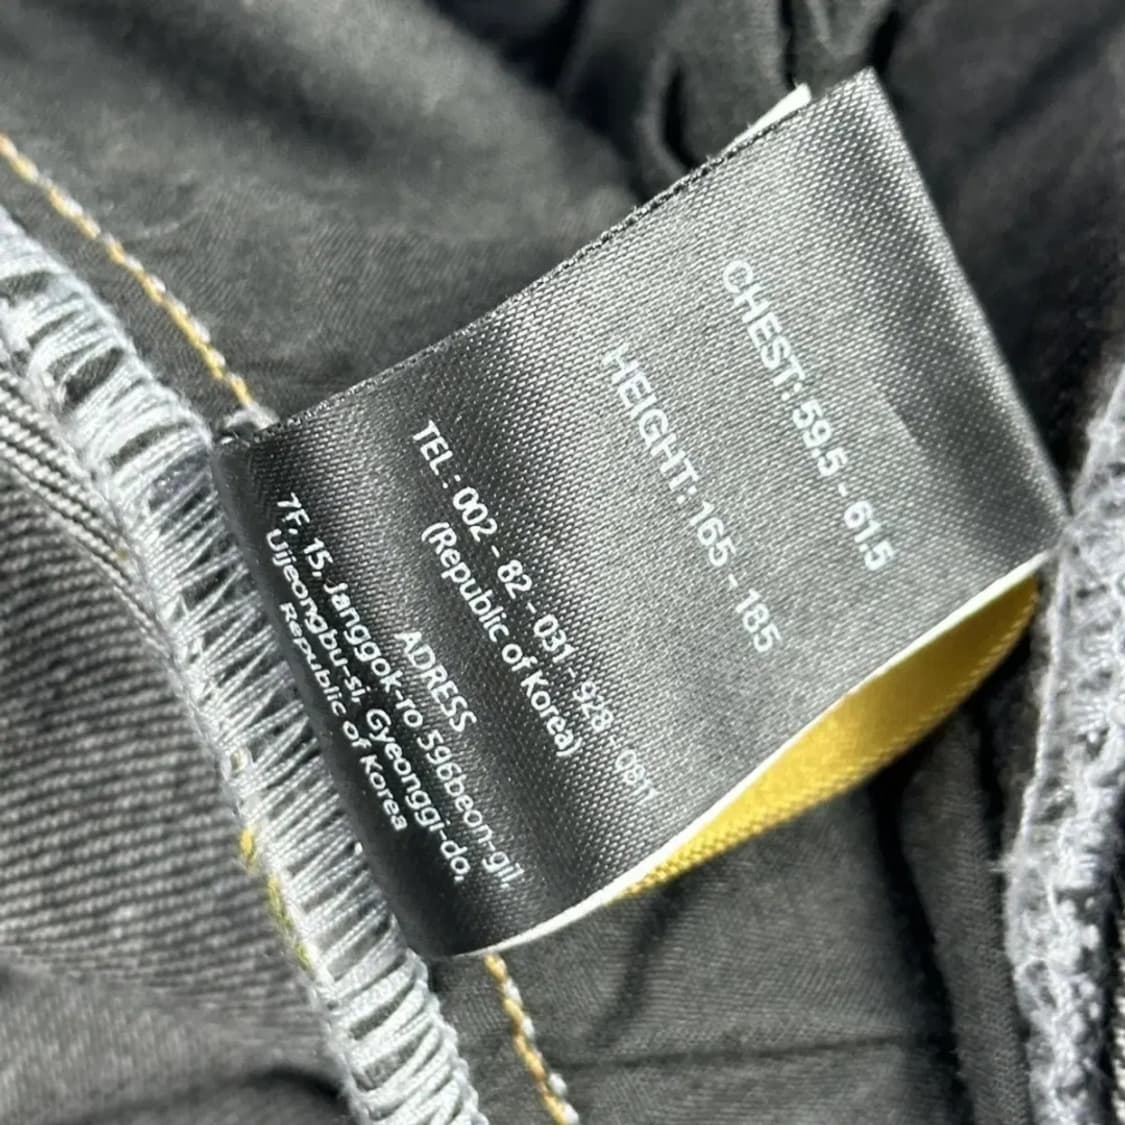 CHEST: 59.5 - 61.5
HEIGHT: 165 - 185
TEL : 002 - 82 - 031 - 928 - 0811
(Republic of Korea)
ADRESS
7F, 15, Janggok-ro 596beon-gil,
Uijeongbu-si, Gyeonggi-do,
Republic of Korea